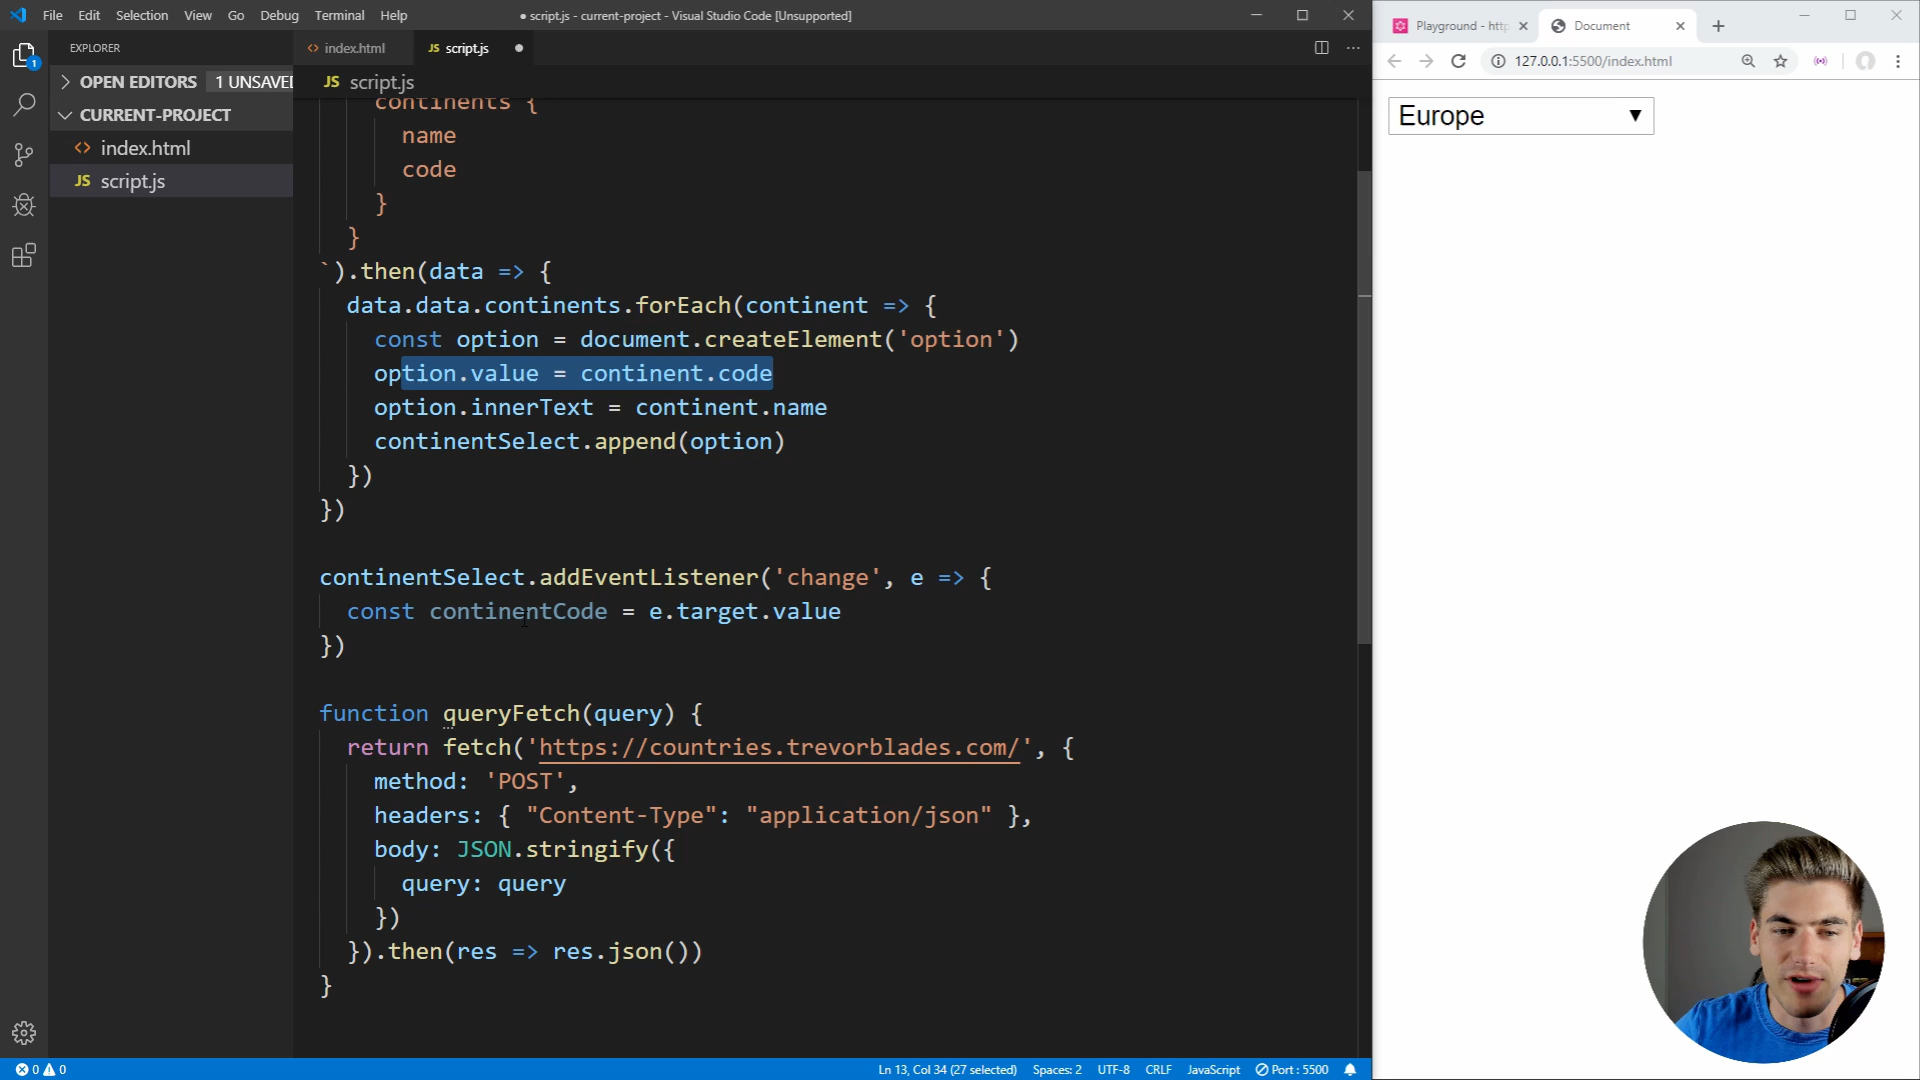 File Edit Selection View Go Debug Terminal Help
● script.js - current-project - Visual Studio Code [Unsupported]
EXPLORER
OPEN EDITORS 1 UNSAVED
CURRENT-PROJECT
index.html
JS script.js
1
index.html
JS script.js
JS script.js
continents {
name
code
}
}
`).then(data => {
data.data.continents.forEach(continent => {
const option = document.createElement('option')
option.value = continent.code
option.innerText = continent.name
continentSelect.append(option)
})
})
continentSelect.addEventListener('change', e => {
const continentCode = e.target.value
})
function queryFetch(query) {
return fetch('https://countries.trevorblades.com/', {
method: 'POST',
headers: { "Content-Type": "application/json" },
body: JSON.stringify({
query: query
})
}).then(res => res.json())
}
0 0
Ln 13, Col 34 (27 selected) Spaces: 2 UTF-8 CRLF JavaScript Port : 5500
Playground - http
Document
127.0.0.1:5500/index.html
Europe